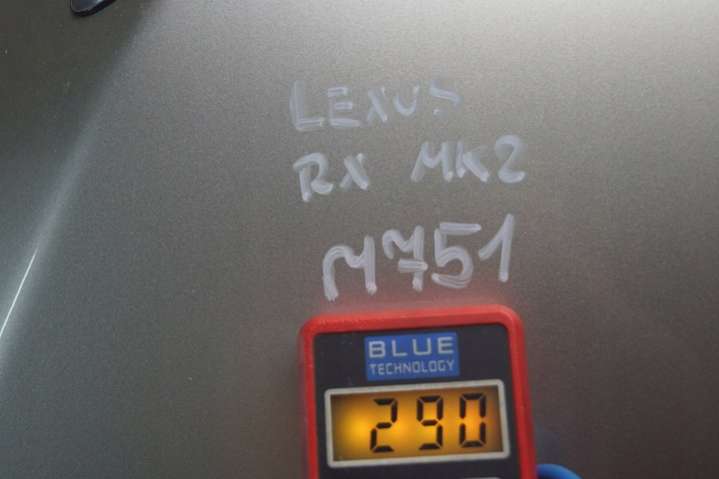 LEXUS
RX MK2
M751
BLUE
TECHNOLOGY
290